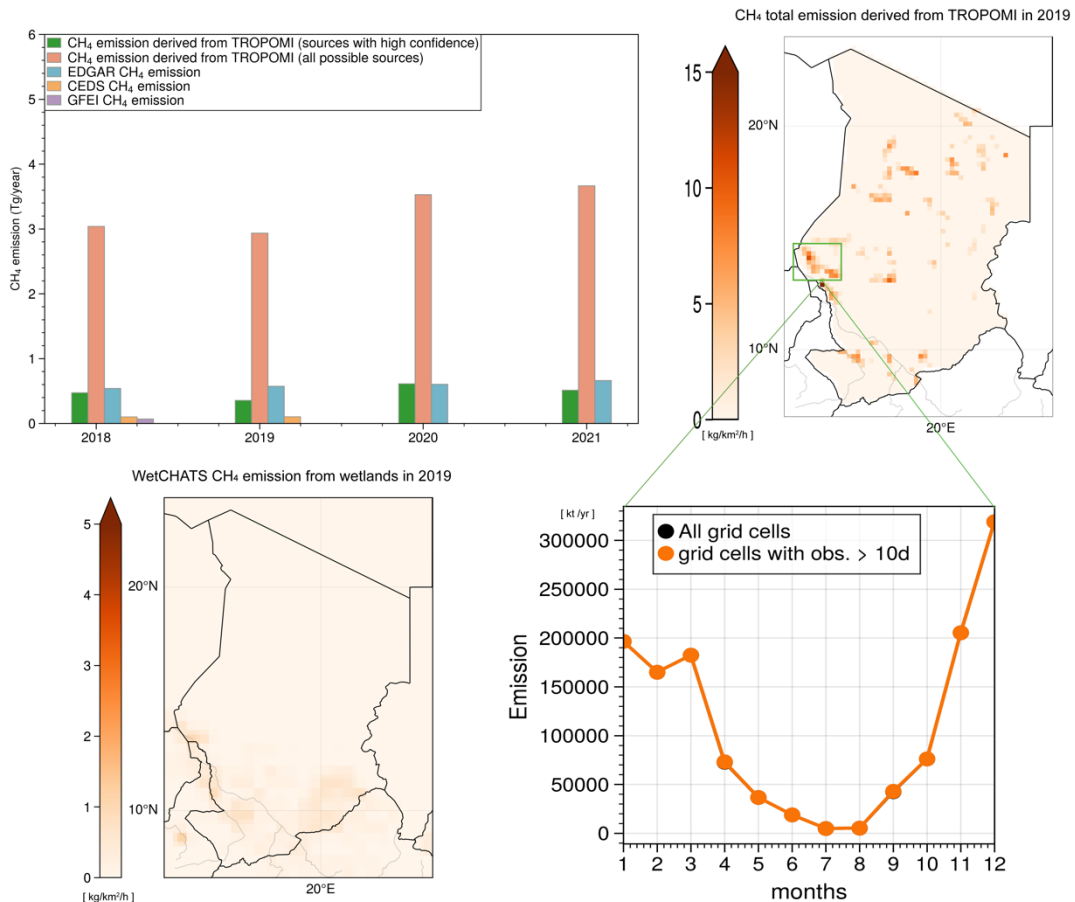 CH₄ emission derived from TROPOMI (sources with high confidence)
CH₄ emission derived from TROPOMI (all possible sources)
EDGAR CH₄ emission
CEDS CH₄ emission
GFEI CH₄ emission
CH₄ emission (Tg/year)
6
5
4
3
2
1
0
2018
2019
2020
2021
CH₄ total emission derived from TROPOMI in 2019
15
10
5
0
[ kg/km²/h ]
20°N
10°N
20°E
WetCHATS CH₄ emission from wetlands in 2019
5
4
3
2
1
0
[ kg/km²/h ]
20°N
10°N
20°E
[ kt /yr ]
All grid cells
grid cells with obs. > 10d
Emission
300000
250000
200000
150000
100000
50000
0
1 2 3 4 5 6 7 8 9 10 11 12
months